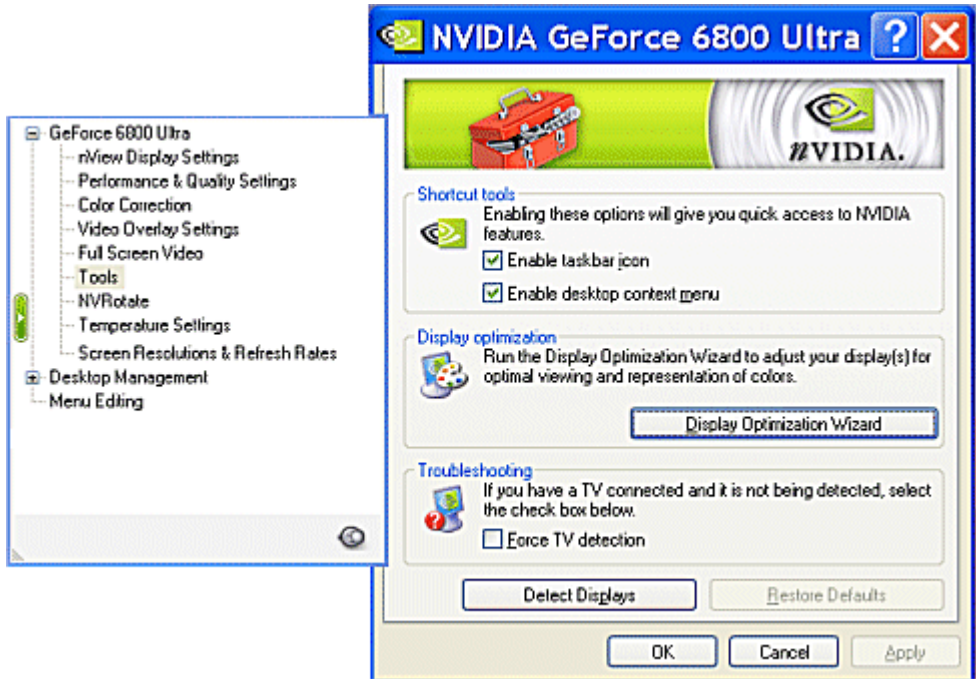 NVIDIA GeForce 6800 Ultra
nVIDIA.
GeForce 6800 Ultra
nView Display Settings
Performance & Quality Settings
Color Correction
Video Overlay Settings
Full Screen Video
Tools
NVRotate
Temperature Settings
Screen Resolutions & Refresh Rates
Desktop Management
Menu Editing
Shortcut tools
Enabling these options will give you quick access to NVIDIA
features.
Enable taskbar icon
Enable desktop context menu
Display optimization
Run the Display Optimization Wizard to adjust your display(s) for
optimal viewing and representation of colors.
Display Optimization Wizard
Troubleshooting
If you have a TV connected and it is not being detected, select
the check box below.
Force TV detection
Detect Displays
Restore Defaults
OK
Cancel
Apply